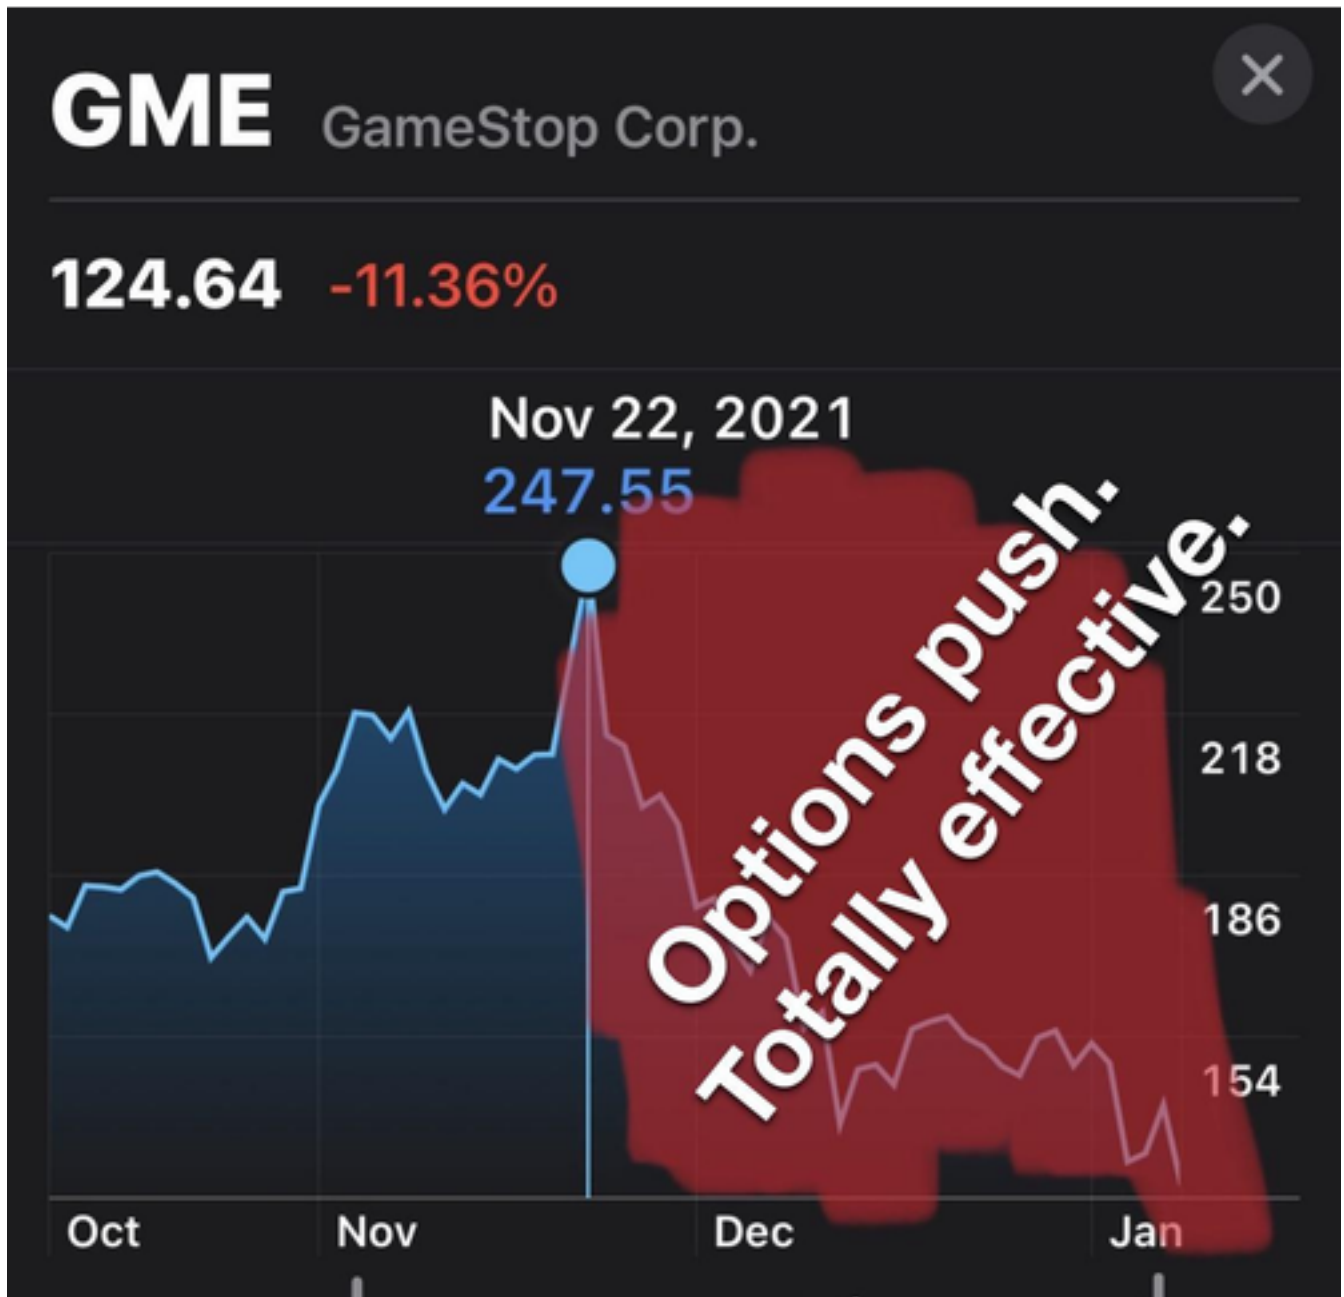 GME GameStop Corp.
124.64 -11.36%
Nov 22, 2021
247.55
Options push.
Totally effective.
250
218
186
154
Oct Nov Dec Jan